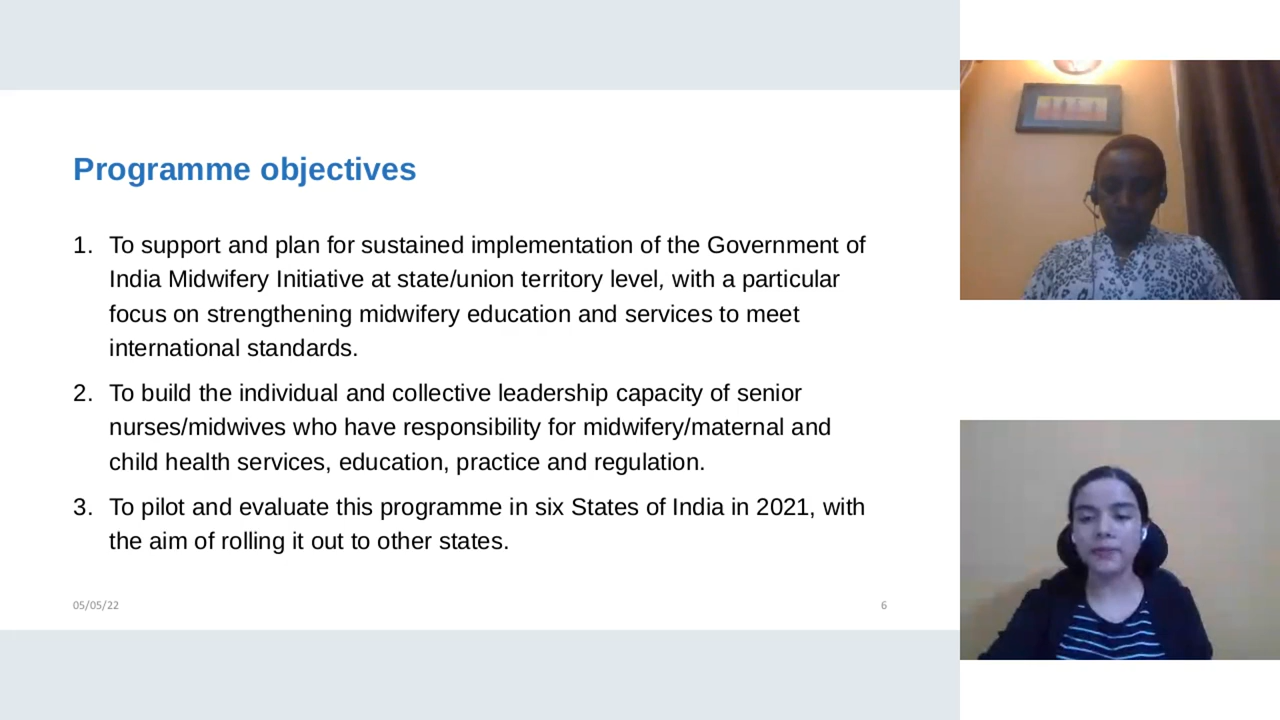 Programme objectives
1. To support and plan for sustained implementation of the Government of
India Midwifery Initiative at state/union territory level, with a particular
focus on strengthening midwifery education and services to meet
international standards.
2. To build the individual and collective leadership capacity of senior
nurses/midwives who have responsibility for midwifery/maternal and
child health services, education, practice and regulation.
3. To pilot and evaluate this programme in six States of India in 2021, with
the aim of rolling it out to other states.
05/05/22
6